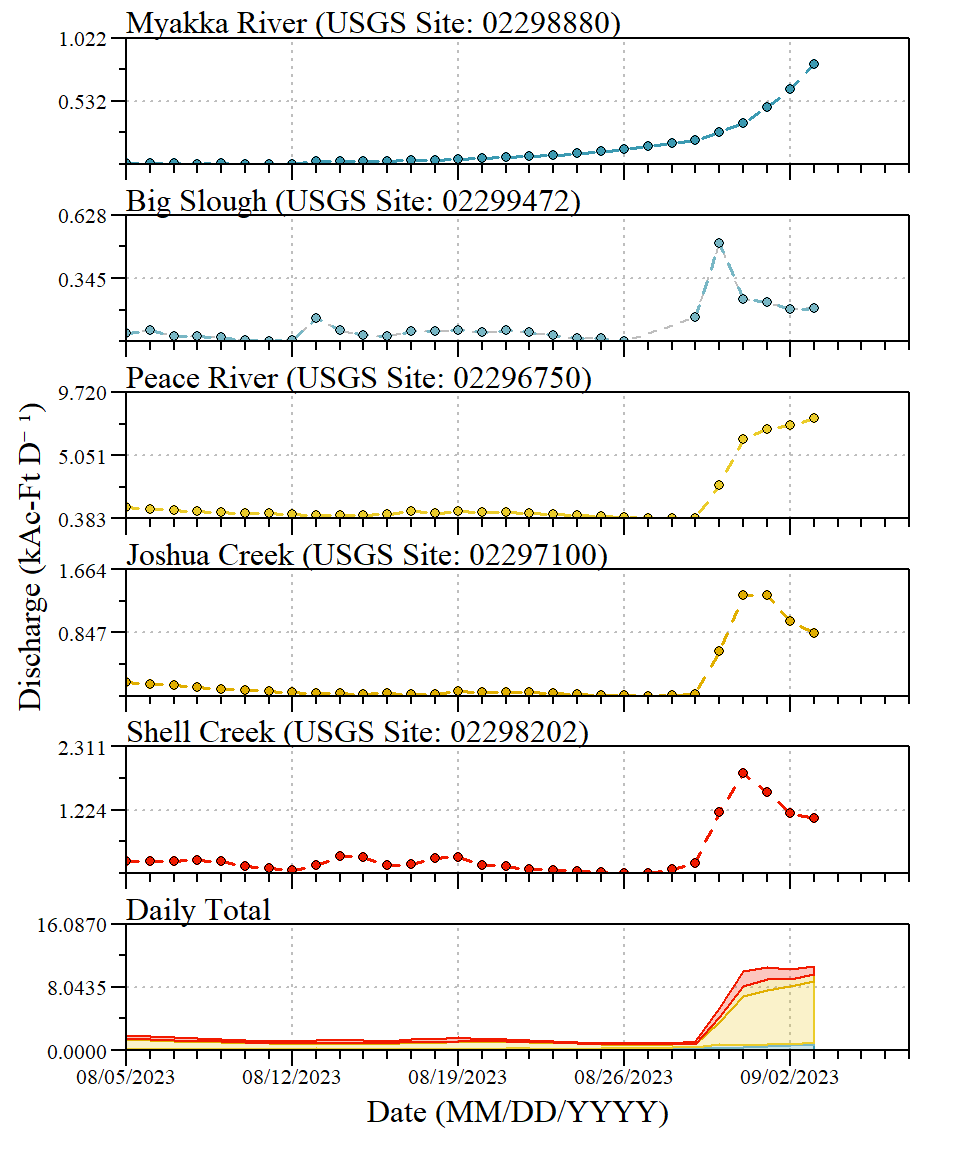 Myakka River (USGS Site: 02298880)
1.022
0.532
Big Slough (USGS Site: 02299472)
0.628
0.345
Peace River (USGS Site: 02296750)
9.720
5.051
0.383
Joshua Creek (USGS Site: 02297100)
1.664
0.847
Shell Creek (USGS Site: 02298202)
2.311
1.224
Daily Total
16.0870
8.0435
0.0000
08/05/2023 08/12/2023 08/19/2023 08/26/2023 09/02/2023
Date (MM/DD/YYYY)
Discharge (kAc-Ft D⁻¹)